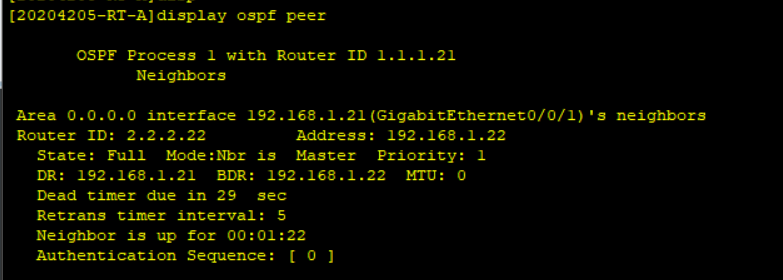 [20204205-RT-A]display ospf peer
OSPF Process 1 with Router ID 1.1.1.21
Neighbors
Area 0.0.0.0 interface 192.168.1.21(GigabitEthernet0/0/1)'s neighbors
Router ID: 2.2.2.22 Address: 192.168.1.22
State: Full Mode:Nbr is Master Priority: 1
DR: 192.168.1.21 BDR: 192.168.1.22 MTU: 0
Dead timer due in 29 sec
Retrans timer interval: 5
Neighbor is up for 00:01:22
Authentication Sequence: [ 0 ]